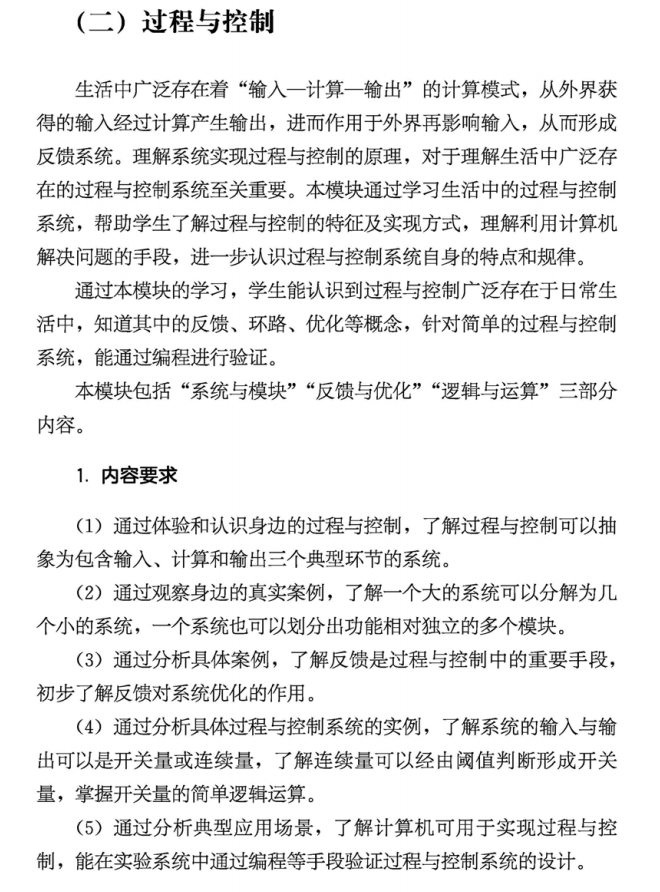 （二）过程与控制
生活中广泛存在着“输入—计算—输出”的计算模式，从外界获
得的输入经过计算产生输出，进而作用于外界再影响输入，从而形成
反馈系统。理解系统实现过程与控制的原理，对于理解生活中广泛存
在的过程与控制系统至关重要。本模块通过学习生活中的过程与控制
系统，帮助学生了解过程与控制的特征及实现方式，理解利用计算机
解决问题的手段，进一步认识过程与控制系统自身的特点和规律。
通过本模块的学习，学生能认识到过程与控制广泛存在于日常生
活中，知道其中的反馈、环路、优化等概念，针对简单的过程与控制
系统，能通过编程进行验证。
本模块包括“系统与模块”“反馈与优化”“逻辑与运算”三部分
内容。
1. 内容要求
（1）通过体验和认识身边的过程与控制，了解过程与控制可以抽
象为包含输入、计算和输出三个典型环节的系统。
（2）通过观察身边的真实案例，了解一个大的系统可以分解为几
个小的系统，一个系统也可以划分出功能相对独立的多个模块。
（3）通过分析具体案例，了解反馈是过程与控制中的重要手段，
初步了解反馈对系统优化的作用。
（4）通过分析具体过程与控制系统的实例，了解系统的输入与输
出可以是开关量或连续量，了解连续量可以经由阈值判断形成开关
量，掌握开关量的简单逻辑运算。
（5）通过分析典型应用场景，了解计算机可用于实现过程与控
制，能在实验系统中通过编程等手段验证过程与控制系统的设计。